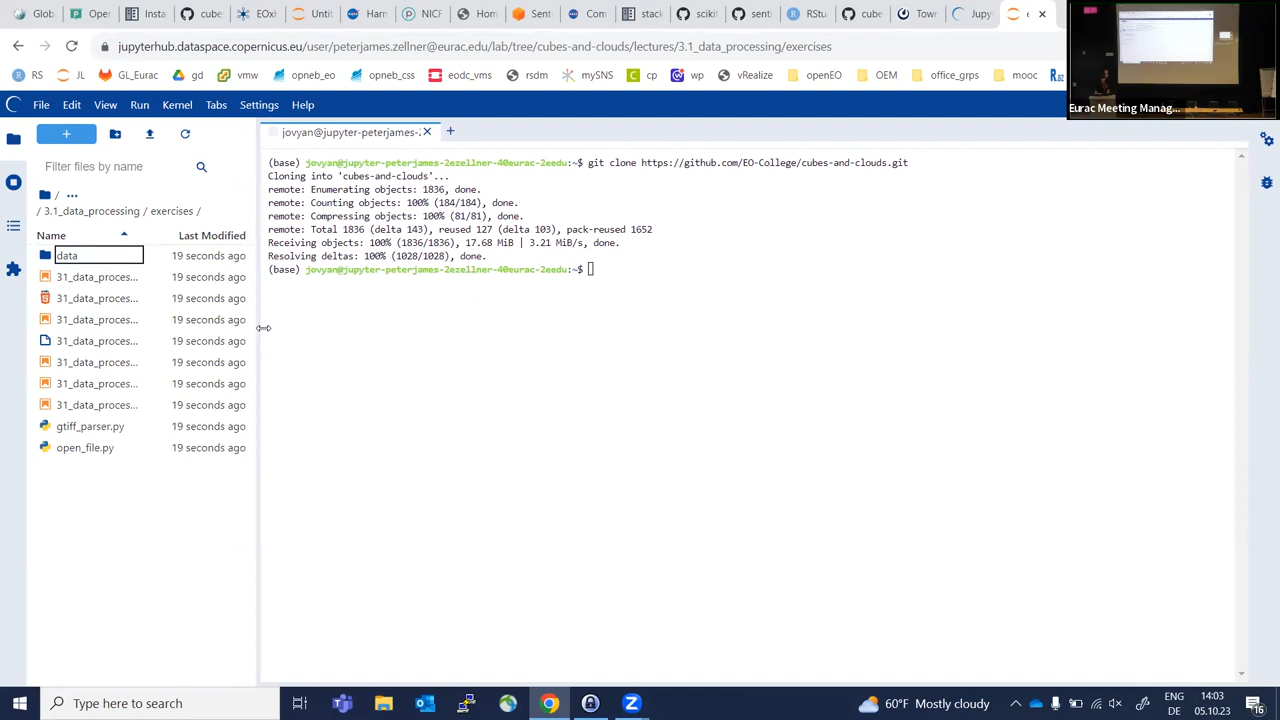 Glob
Oper
Insta
cube
EOxf
Unti
NICF
Hom
Sent
stack
scikit
senti
RStu
Town
Jupy
e
jupyterhub.dataspace.copernicus.eu/user/peterjames.zellner@eurac.edu/lab/tree/cubes-and-clouds/lectures/3.1_data_processing/exercises
RS
JL
GL_Eurac
gd
vmw
opneb_eo
opneb_css
eodc_vms
rsdm
mySNS
cp
wp
vRealize
openEO
OEM
office_grps
mooc
R.bz
Eurac Meeting Manag...
File Edit View Run Kernel Tabs Settings Help
jovyan@jupyter-peterjames-2
Filter files by name
/ ...
/ 3.1_data_processing / exercises /
Name Last Modified
data 19 seconds ago
31_data_proces... 19 seconds ago
31_data_proces... 19 seconds ago
31_data_proces... 19 seconds ago
31_data_proces... 19 seconds ago
31_data_proces... 19 seconds ago
31_data_proces... 19 seconds ago
31_data_proces... 19 seconds ago
gtiff_parser.py 19 seconds ago
open_file.py 19 seconds ago
(base) jovyan@jupyter-peterjames-2ezellner-40eurac-2eedu:~$ git clone https://github.com/EO-College/cubes-and-clouds.git
Cloning into 'cubes-and-clouds'...
remote: Enumerating objects: 1836, done.
remote: Counting objects: 100% (184/184), done.
remote: Compressing objects: 100% (81/81), done.
remote: Total 1836 (delta 143), reused 127 (delta 103), pack-reused 1652
Receiving objects: 100% (1836/1836), 17.68 MiB | 3.21 MiB/s, done.
Resolving deltas: 100% (1028/1028), done.
(base) jovyan@jupyter-peterjames-2ezellner-40eurac-2eedu:~$
Type here to search
60°F Mostly cloudy
ENG
DE
14:03
05.10.23
16